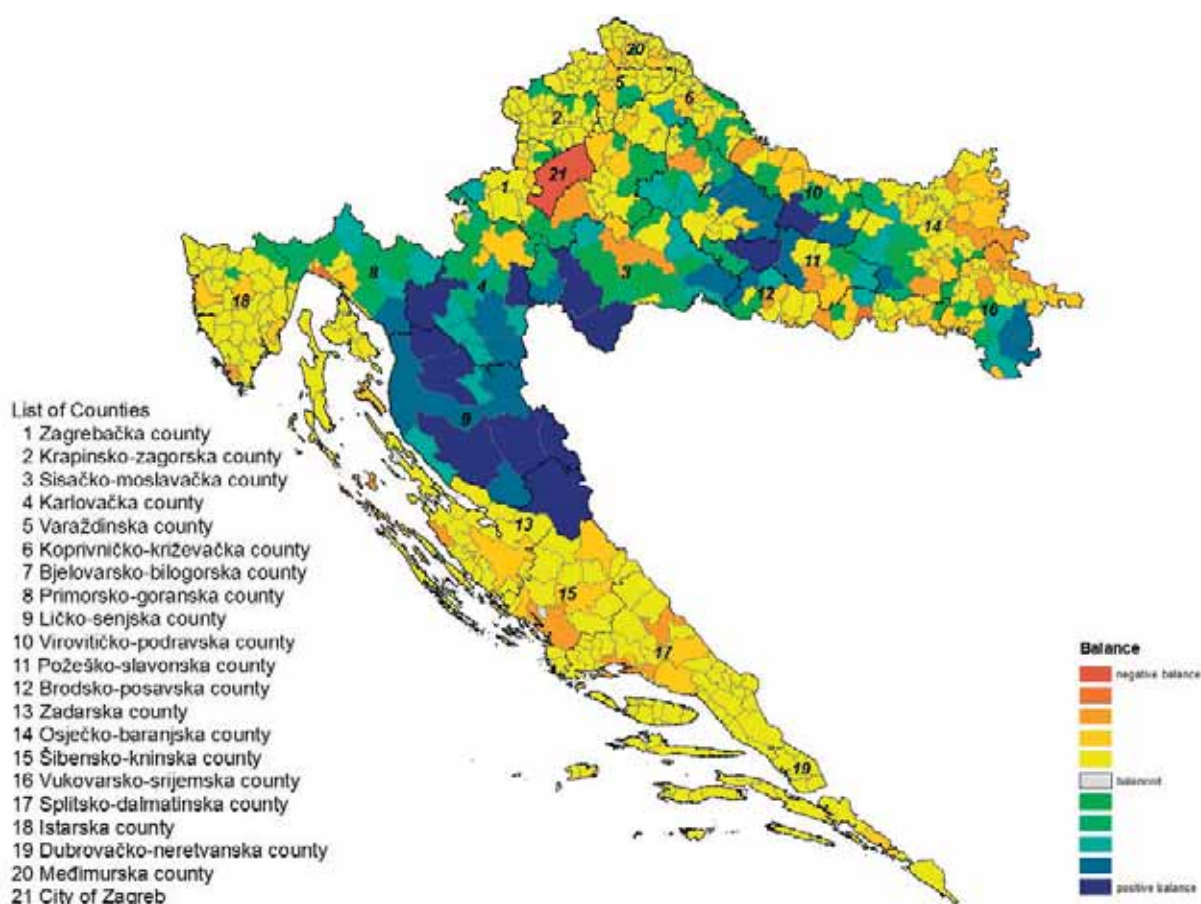 List of Counties
1 Zagrebačka county
2 Krapinsko-zagorska county
3 Sisačko-moslavačka county
4 Karlovačka county
5 Varaždinska county
6 Koprivničko-križevačka county
7 Bjelovarsko-bilogorska county
8 Primorsko-goranska county
9 Ličko-senjska county
10 Virovitičko-podravska county
11 Požeško-slavonska county
12 Brodsko-posavska county
13 Zadarska county
14 Osječko-baranjska county
15 Šibensko-kninska county
16 Vukovarsko-srijemska county
17 Splitsko-dalmatinska county
18 Istarska county
19 Dubrovačko-neretvanska county
20 Međimurska county
21 City of Zagreb
20
5
6
2
21
1
7
10
14
3
11
8
4
12
16
18
9
13
15
17
19
Balance
negative balance
positive balance